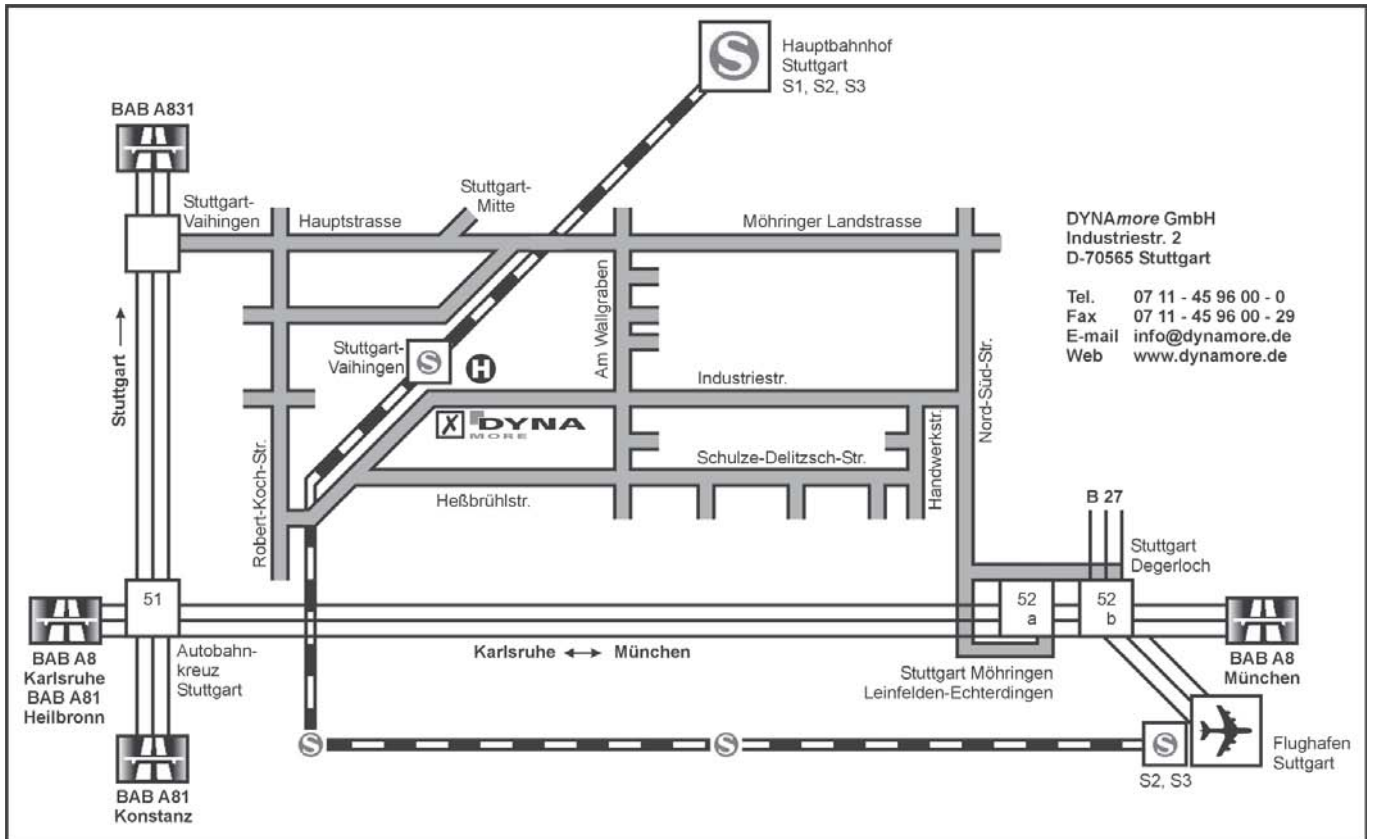 Hauptbahnhof
Stuttgart
S1, S2, S3
S
BAB A831
Stuttgart-
Vaihingen
Hauptstrasse
Stuttgart-
Mitte
Möhringer Landstrasse
DYNAmore GmbH
Industriestr. 2
D-70565 Stuttgart
Tel. 07 11 - 45 96 00 - 0
Fax 07 11 - 45 96 00 - 29
E-mail info@dynamore.de
Web www.dynamore.de
Stuttgart
Stuttgart-
Vaihingen
S
H
Am Wallgraben
Industriestr.
Nord-Süd-Str.
X DYNA
MORE
Robert-Koch-Str.
Schulze-Delitzsch-Str.
Handwerkstr.
Heßbrühlstr.
B 27
Stuttgart
Degerloch
51
52
a
52
b
BAB A8
Karlsruhe
BAB A81
Heilbronn
Autobahn-
kreuz
Stuttgart
Karlsruhe München
Stuttgart Möhringen
Leinfelden-Echterdingen
BAB A8
München
S
S
S
S2, S3
Flughafen
Suttgart
BAB A81
Konstanz